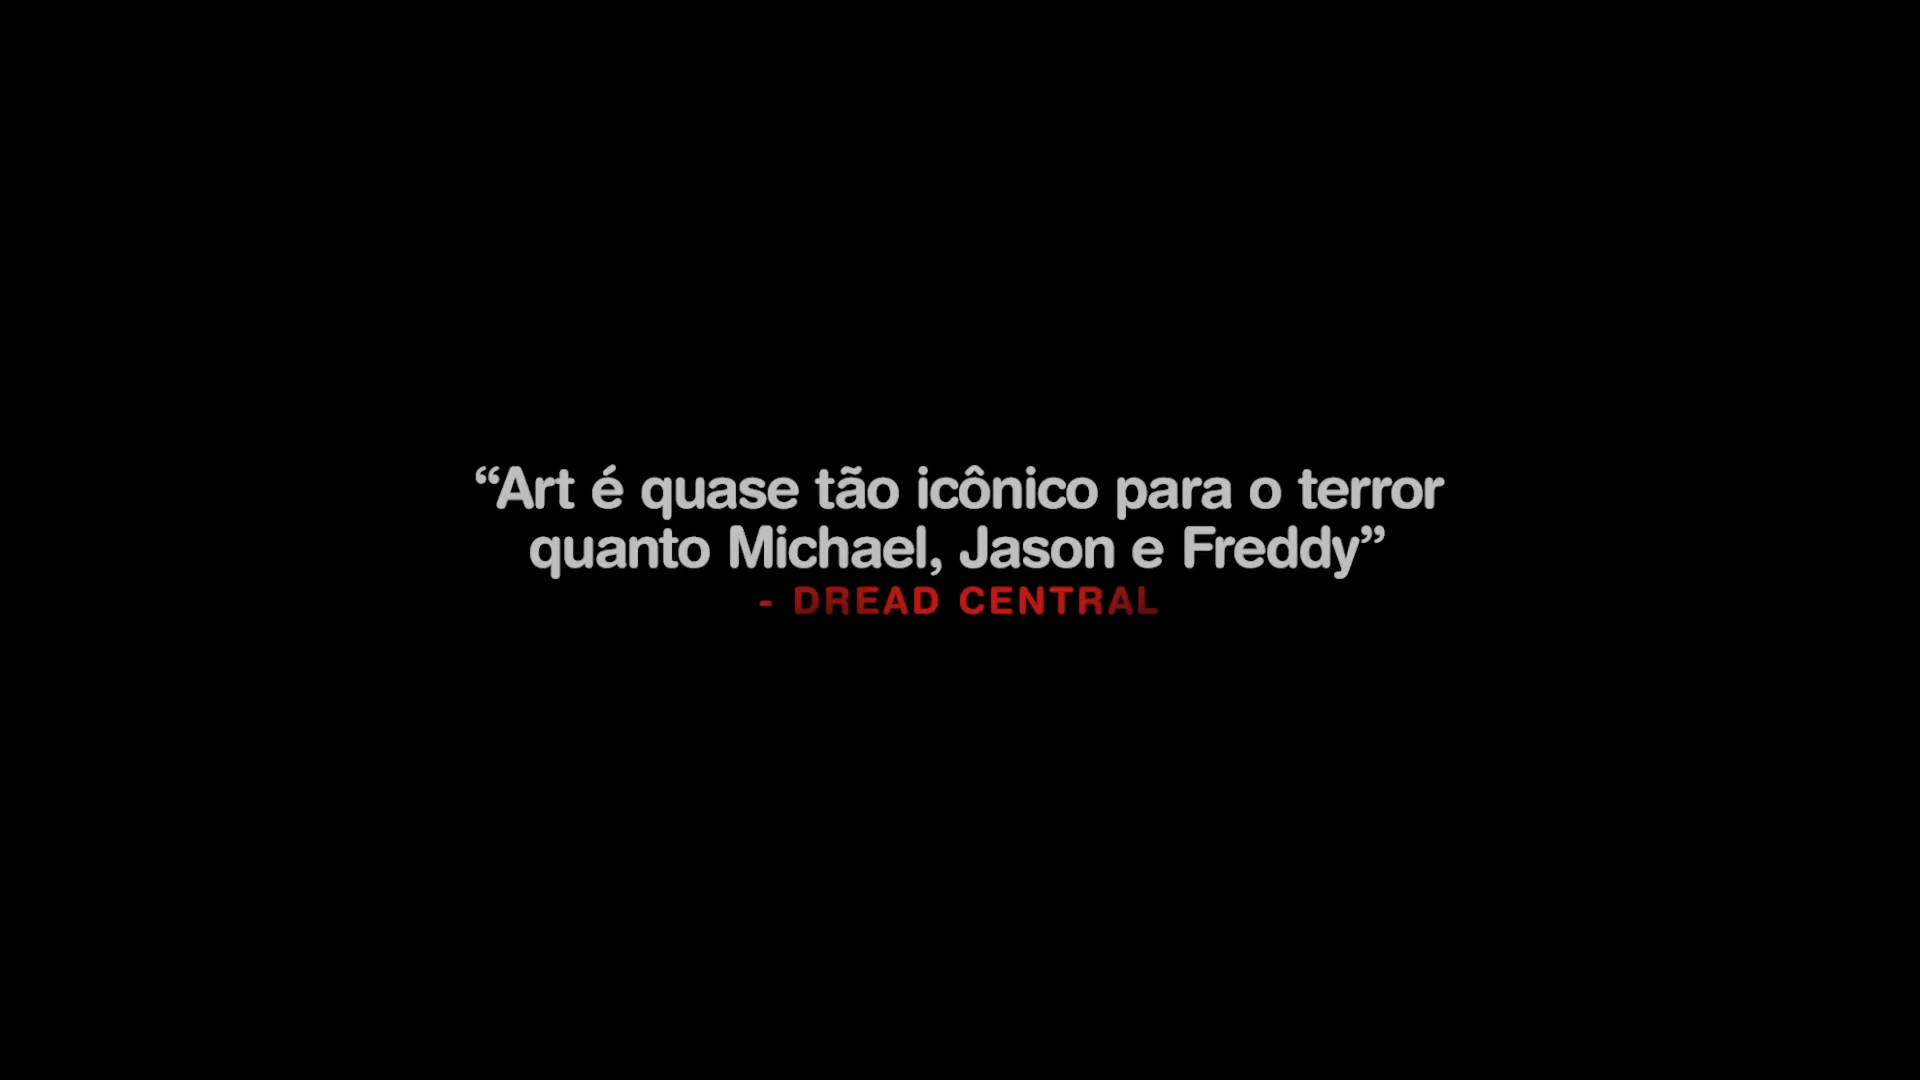 “Art é quase tão icônico para o terror
quanto Michael, Jason e Freddy”
- DREAD CENTRAL